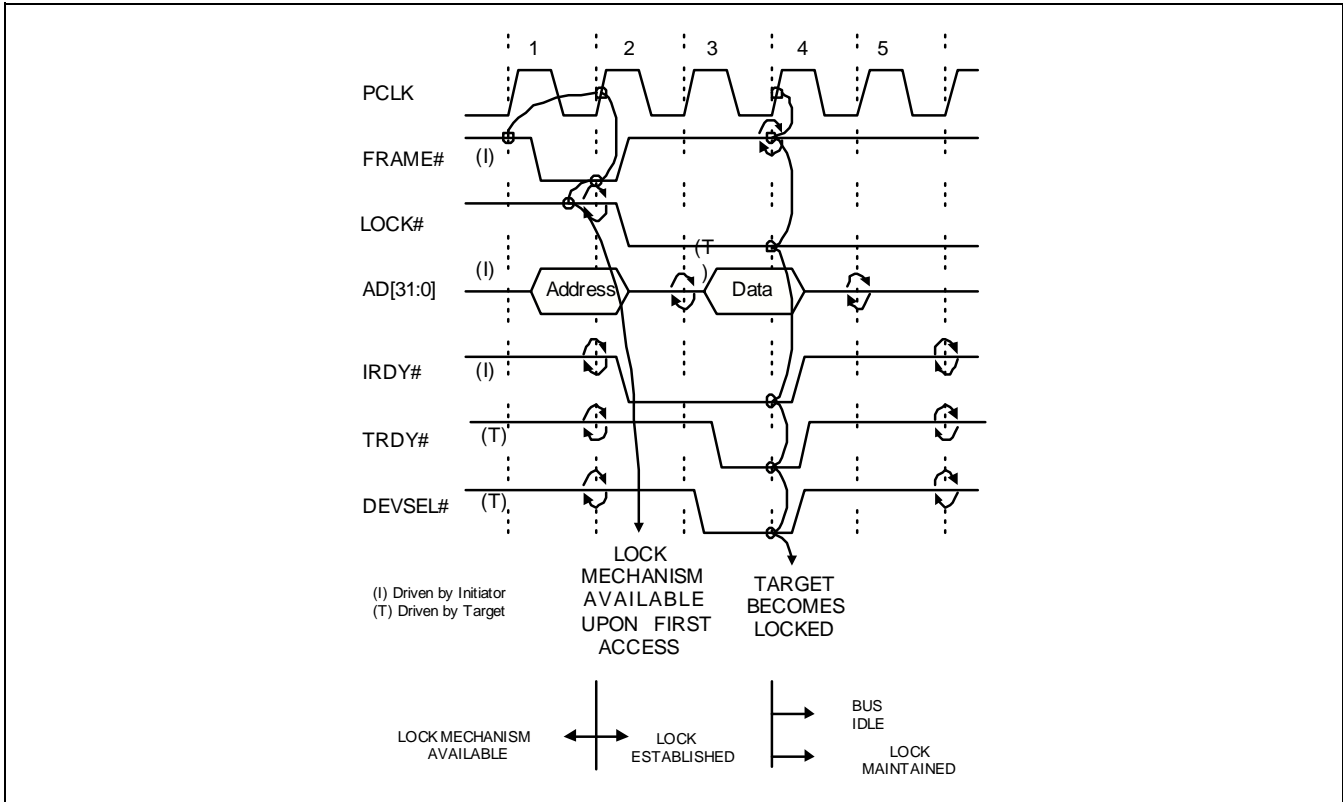 1 2 3 4 5
PCLK
FRAME# (I)
LOCK#
(T
)
AD[31:0] (I) Address Data
IRDY# (I)
TRDY# (T)
DEVSEL# (T)
(I) Driven by Initiator
(T) Driven by Target
LOCK
MECHANISM
AVAILABLE
UPON FIRST
ACCESS
TARGET
BECOMES
LOCKED
LOCK MECHANISM
AVAILABLE
LOCK
ESTABLISHED
BUS
IDLE
LOCK
MAINTAINED